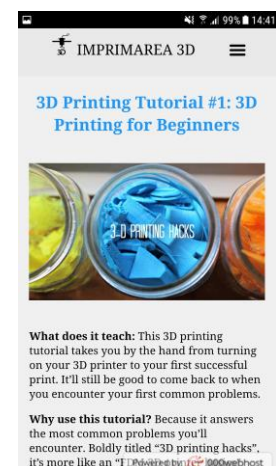 99% 14:41
3D IMPRIMAREA 3D
3D Printing Tutorial #1: 3D
Printing for Beginners
3-D PRINTING HACKS
What does it teach: This 3D printing
tutorial takes you by the hand from turning
on your 3D printer to your first successful
print. It'll still be good to come back to when
you encounter your first common problems.
Why use this tutorial? Because it answers
the most common problems you'll
encounter. Boldly titled “3D printing hacks”,
it's more like an
Powered by 000webhost